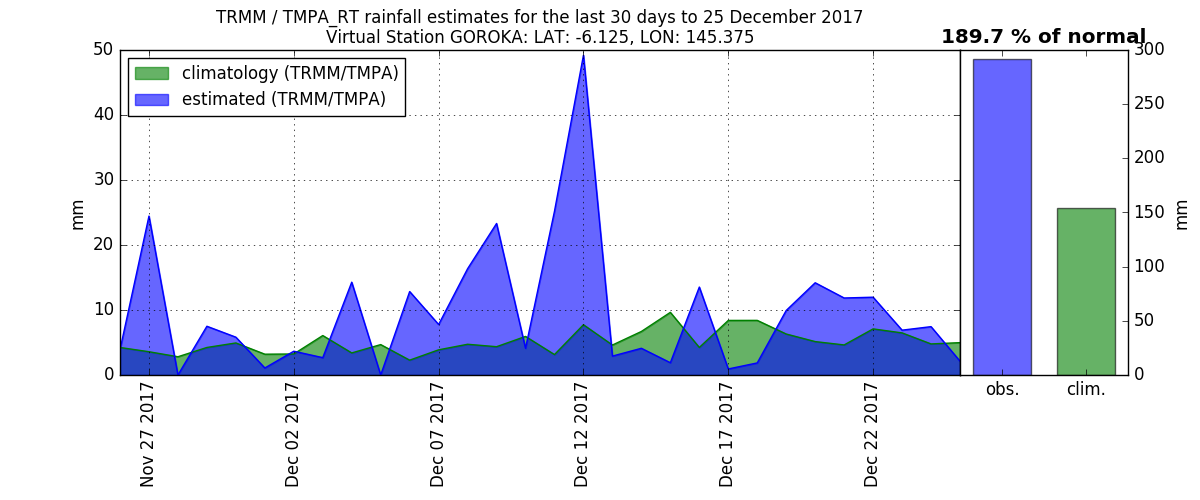 TRMM / TMPA_RT rainfall estimates for the last 30 days to 25 December 2017
Virtual Station GOROKA: LAT: -6.125, LON: 145.375
189.7 % of normal
climatology (TRMM/TMPA)
estimated (TRMM/TMPA)
mm
50
40
30
20
10
0
Nov 27 2017
Dec 02 2017
Dec 07 2017
Dec 12 2017
Dec 17 2017
Dec 22 2017
obs.
clim.
300
250
200
150
100
50
0
mm